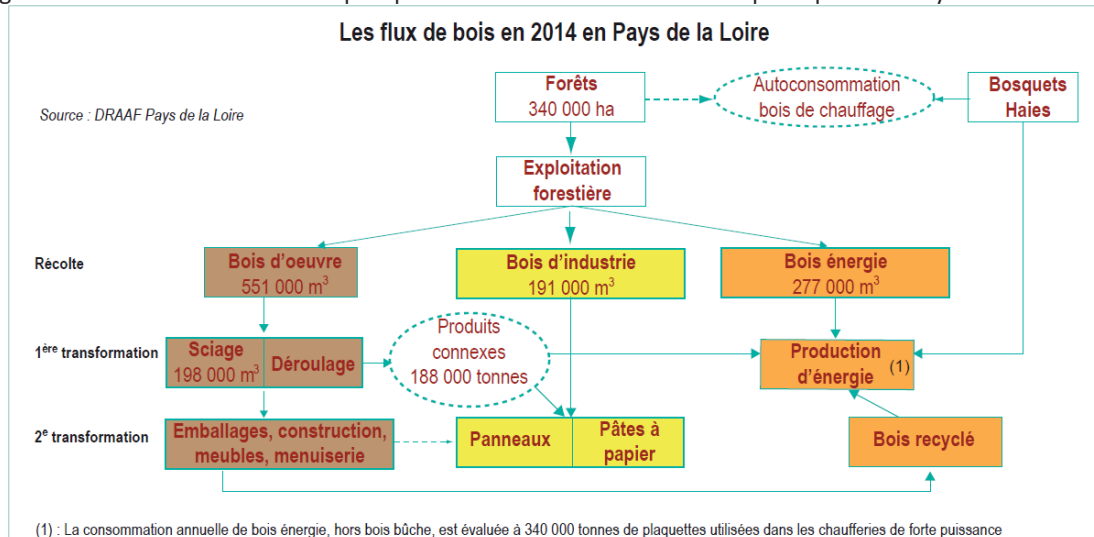 Les flux de bois en 2014 en Pays de la Loire
Source : DRAAF Pays de la Loire
Forêts
340 000 ha
Autoconsommation
bois de chauffage
Bosquets
Haies
Exploitation
forestière
Récolte
Bois d'oeuvre
551 000 m³
Bois d'industrie
191 000 m³
Bois énergie
277 000 m³
1ère transformation
Sciage
198 000 m³
Déroulage
Produits
connexes
188 000 tonnes
Production
d'énergie
(1)
2e transformation
Emballages, construction,
meubles, menuiserie
Panneaux
Pâtes à
papier
Bois recyclé
(1) : La consommation annuelle de bois énergie, hors bois bûche, est évaluée à 340 000 tonnes de plaquettes utilisées dans les chaufferies de forte puissance